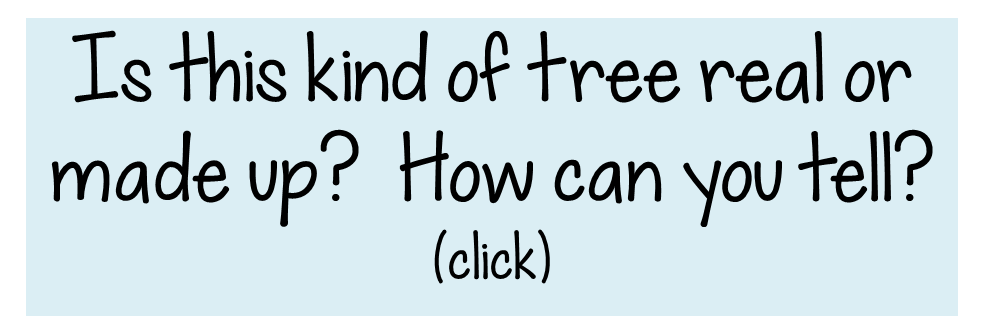 Is this kind of tree real or
made up?  How can you tell?
(click)